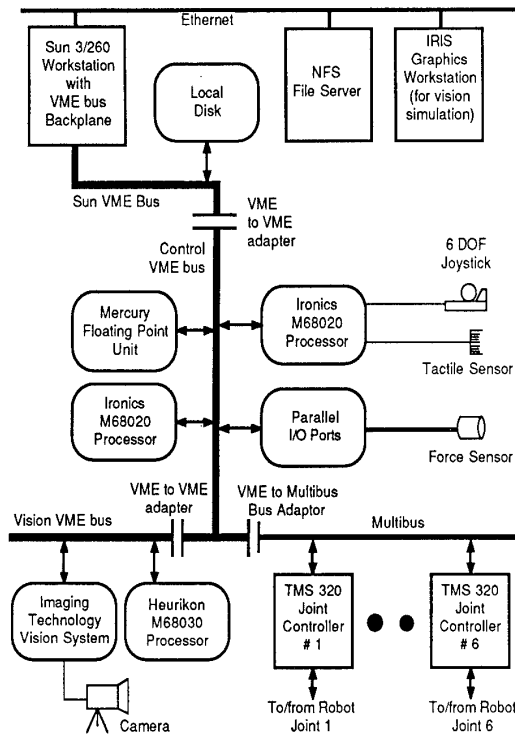 Ethernet
Sun 3/260
Workstation
with
VME bus
Backplane
Local
Disk
NFS
File Server
IRIS
Graphics
Workstation
(for vision
simulation)
Sun VME Bus
VME
to VME
adapter
Control
VME bus
6 DOF
Joystick
Mercury
Floating Point
Unit
Ironics
M68020
Processor
Tactile Sensor
Ironics
M68020
Processor
Parallel
I/O Ports
Force Sensor
VME to VME
adapter
VME to Multibus
Bus Adaptor
Vision VME bus
Multibus
Imaging
Technology
Vision System
Heurikon
M68030
Processor
TMS 320
Joint
Controller
# 1
TMS 320
Joint
Controller
# 6
Camera
To/from Robot
Joint 1
To/from Robot
Joint 6